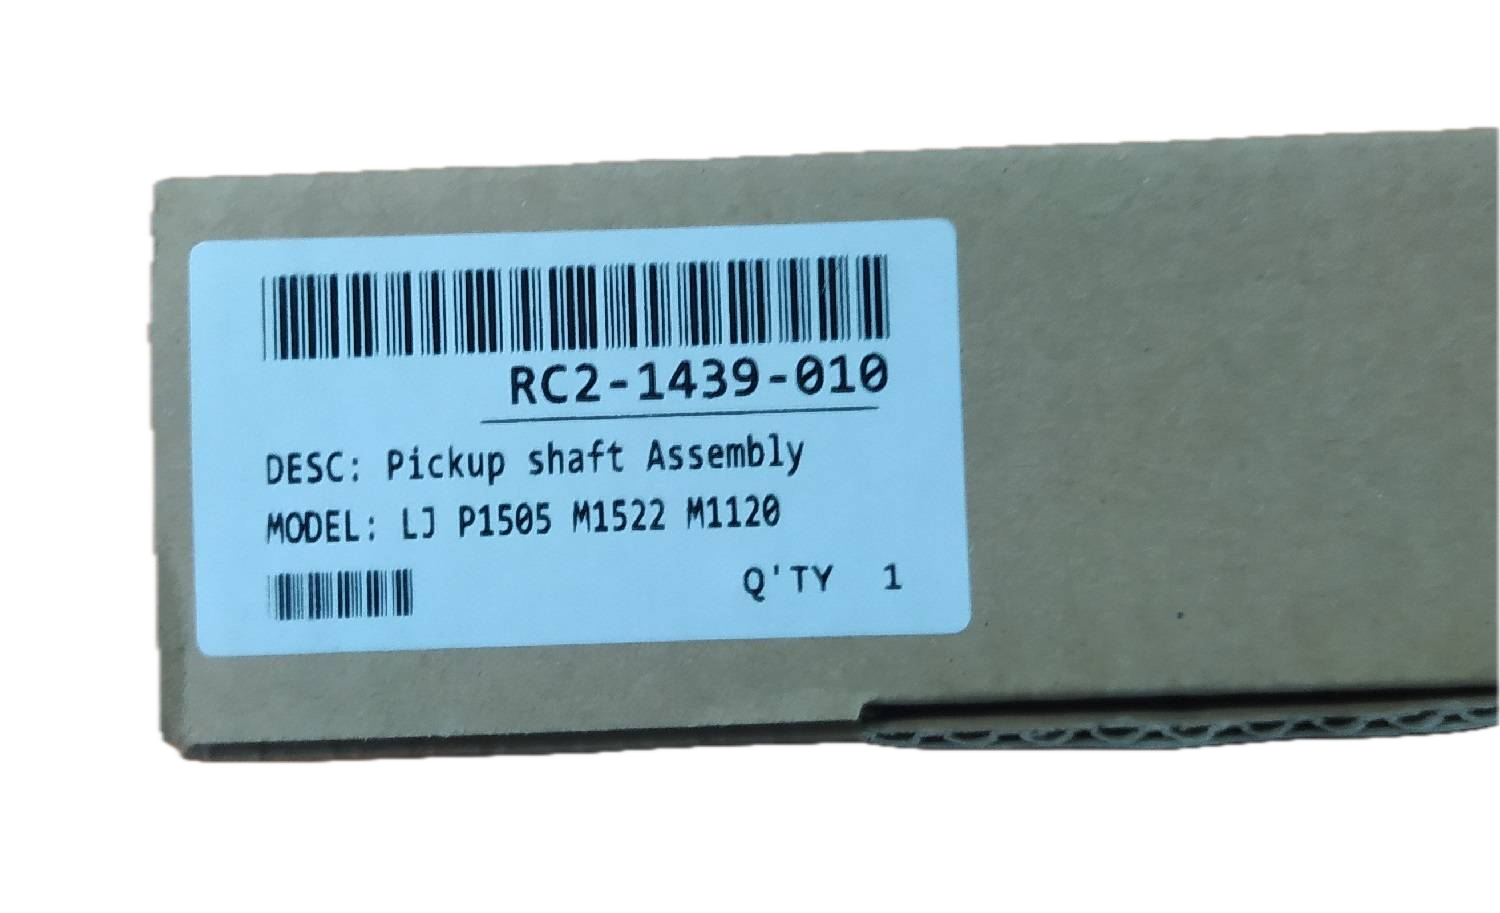 RC2-1439-010
DESC: Pickup shaft Assembly
MODEL: LJ P1505 M1522 M1120
Q'TY 1